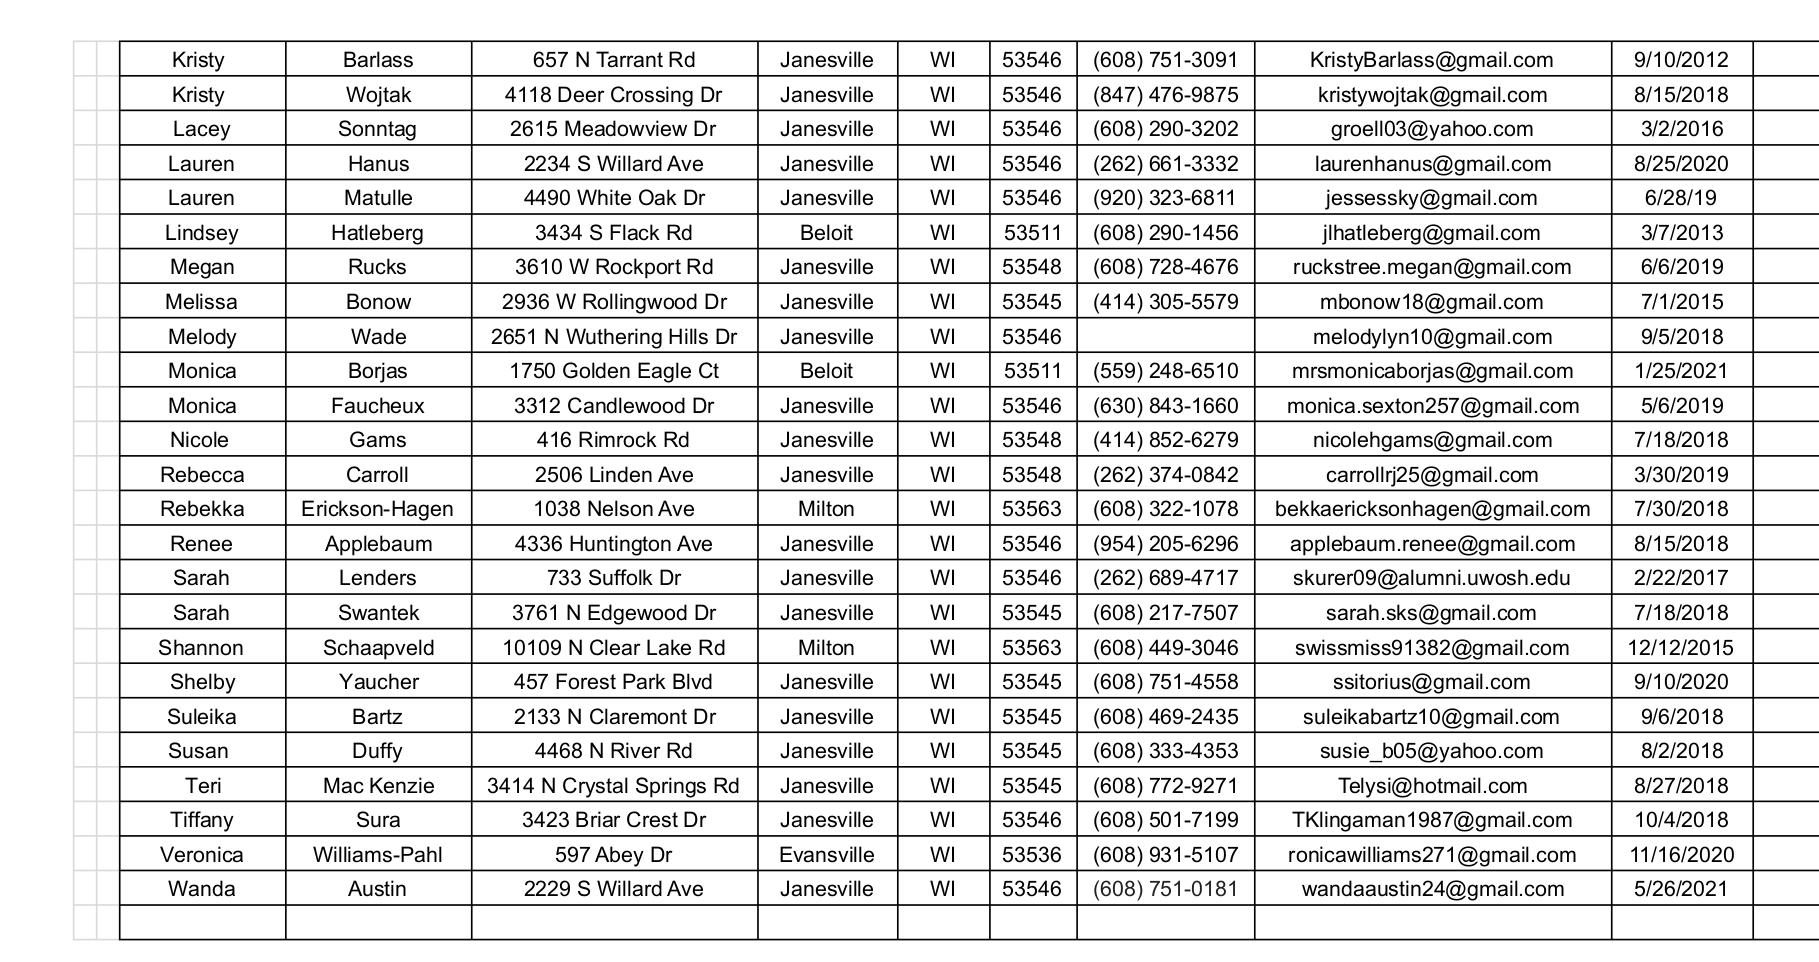 Kristy Barlass 657 N Tarrant Rd Janesville WI 53546 (608) 751-3091 KristyBarlass@gmail.com 9/10/2012
Kristy Wojtak 4118 Deer Crossing Dr Janesville WI 53546 (847) 476-9875 kristywojtak@gmail.com 8/15/2018
Lacey Sonntag 2615 Meadowview Dr Janesville WI 53546 (608) 290-3202 groell03@yahoo.com 3/2/2016
Lauren Hanus 2234 S Willard Ave Janesville WI 53546 (262) 661-3332 laurenhanus@gmail.com 8/25/2020
Lauren Matulle 4490 White Oak Dr Janesville WI 53546 (920) 323-6811 jessessky@gmail.com 6/28/19
Lindsey Hatleberg 3434 S Flack Rd Beloit WI 53511 (608) 290-1456 jlhatleberg@gmail.com 3/7/2013
Megan Rucks 3610 W Rockport Rd Janesville WI 53548 (608) 728-4676 ruckstree.megan@gmail.com 6/6/2019
Melissa Bonow 2936 W Rollingwood Dr Janesville WI 53545 (414) 305-5579 mbonow18@gmail.com 7/1/2015
Melody Wade 2651 N Wuthering Hills Dr Janesville WI 53546 melodylyn10@gmail.com 9/5/2018
Monica Borjas 1750 Golden Eagle Ct Beloit WI 53511 (559) 248-6510 mrsmonicaborjas@gmail.com 1/25/2021
Monica Faucheux 3312 Candlewood Dr Janesville WI 53546 (630) 843-1660 monica.sexton257@gmail.com 5/6/2019
Nicole Gams 416 Rimrock Rd Janesville WI 53548 (414) 852-6279 nicolehgams@gmail.com 7/18/2018
Rebecca Carroll 2506 Linden Ave Janesville WI 53548 (262) 374-0842 carrollrj25@gmail.com 3/30/2019
Rebekka Erickson-Hagen 1038 Nelson Ave Milton WI 53563 (608) 322-1078 bekkaericksonhagen@gmail.com 7/30/2018
Renee Applebaum 4336 Huntington Ave Janesville WI 53546 (954) 205-6296 applebaum.renee@gmail.com 8/15/2018
Sarah Lenders 733 Suffolk Dr Janesville WI 53546 (262) 689-4717 skurer09@alumni.uwosh.edu 2/22/2017
Sarah Swantek 3761 N Edgewood Dr Janesville WI 53545 (608) 217-7507 sarah.sks@gmail.com 7/18/2018
Shannon Schaapveld 10109 N Clear Lake Rd Milton WI 53563 (608) 449-3046 swissmiss91382@gmail.com 12/12/2015
Shelby Yaucher 457 Forest Park Blvd Janesville WI 53545 (608) 751-4558 ssitorius@gmail.com 9/10/2020
Suleika Bartz 2133 N Claremont Dr Janesville WI 53545 (608) 469-2435 suleikabartz10@gmail.com 9/6/2018
Susan Duffy 4468 N River Rd Janesville WI 53545 (608) 333-4353 susie_b05@yahoo.com 8/2/2018
Teri Mac Kenzie 3414 N Crystal Springs Rd Janesville WI 53545 (608) 772-9271 Telysi@hotmail.com 8/27/2018
Tiffany Sura 3423 Briar Crest Dr Janesville WI 53546 (608) 501-7199 TKlingaman1987@gmail.com 10/4/2018
Veronica Williams-Pahl 597 Abey Dr Evansville WI 53536 (608) 931-5107 ronicawilliams271@gmail.com 11/16/2020
Wanda Austin 2229 S Willard Ave Janesville WI 53546 (608) 751-0181 wandaaustin24@gmail.com 5/26/2021